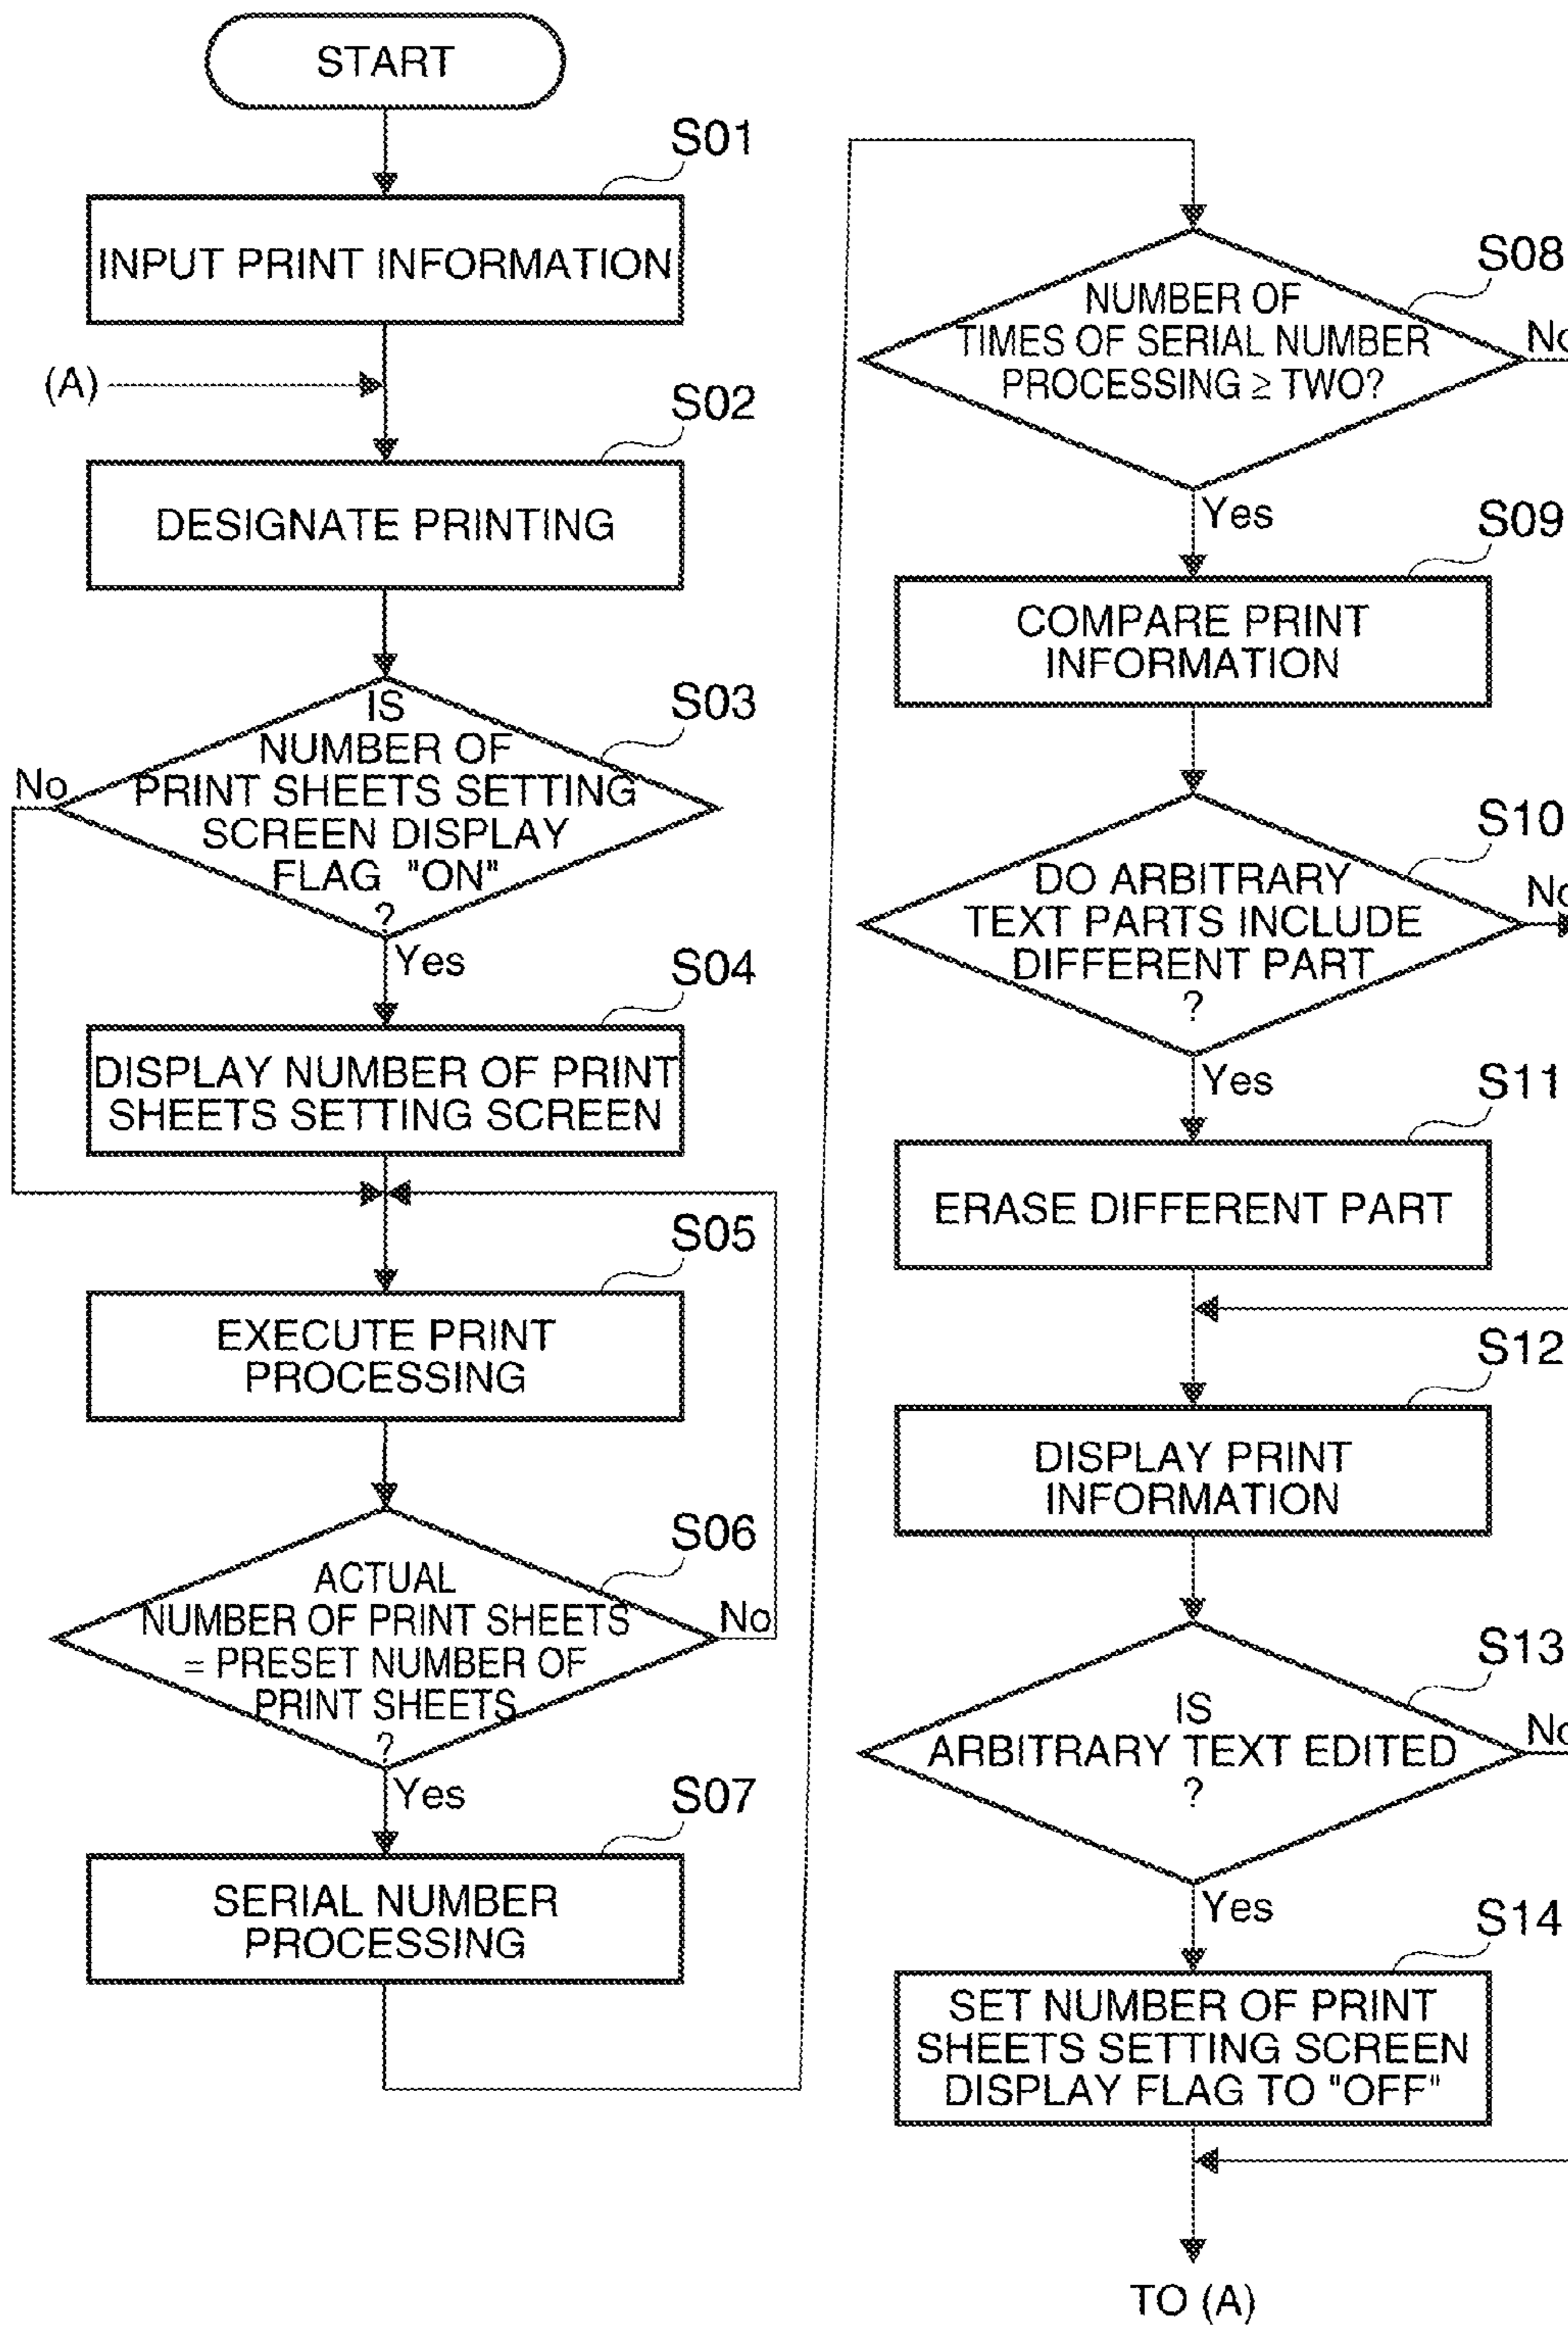 START
S01
INPUT PRINT INFORMATION
(A)
S02
DESIGNATE PRINTING
S03
IS
NUMBER OF
PRINT SHEETS SETTING
SCREEN DISPLAY
FLAG "ON"
?
No
Yes
S04
DISPLAY NUMBER OF PRINT
SHEETS SETTING SCREEN
S05
EXECUTE PRINT
PROCESSING
S06
ACTUAL
NUMBER OF PRINT SHEETS
= PRESET NUMBER OF
PRINT SHEETS
?
No
Yes
S07
SERIAL NUMBER
PROCESSING
S08
NUMBER OF
TIMES OF SERIAL NUMBER
PROCESSING ≥ TWO?
No
Yes
S09
COMPARE PRINT
INFORMATION
S10
DO ARBITRARY
TEXT PARTS INCLUDE
DIFFERENT PART
?
No
Yes
S11
ERASE DIFFERENT PART
S12
DISPLAY PRINT
INFORMATION
S13
IS
ARBITRARY TEXT EDITED
?
No
Yes
S14
SET NUMBER OF PRINT
SHEETS SETTING SCREEN
DISPLAY FLAG TO "OFF"
TO (A)